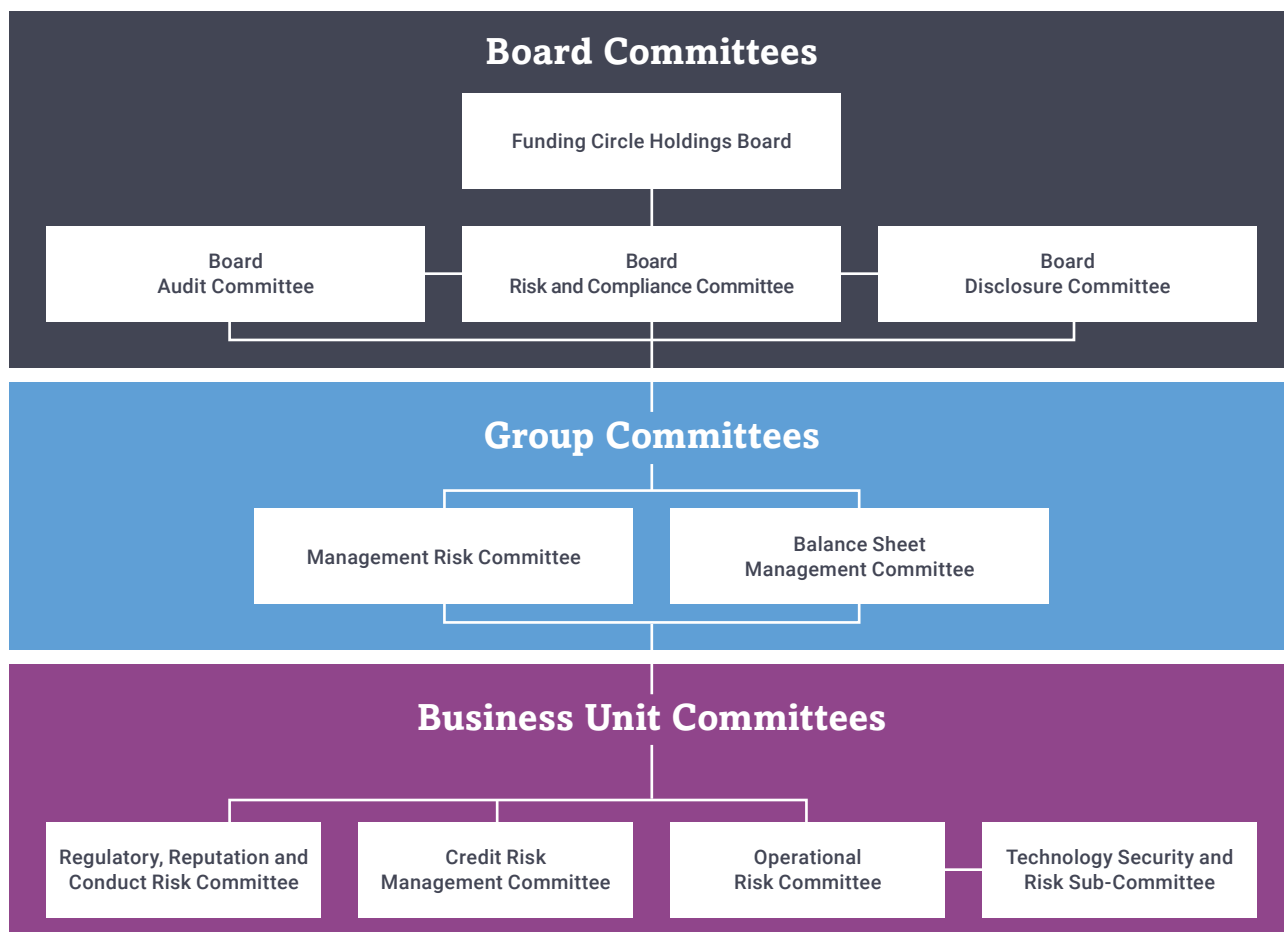 Board Committees
Funding Circle Holdings Board
Board
Audit Committee
Board
Risk and Compliance Committee
Board
Disclosure Committee
Group Committees
Management Risk Committee
Balance Sheet
Management Committee
Business Unit Committees
Regulatory, Reputation and
Conduct Risk Committee
Credit Risk
Management Committee
Operational
Risk Committee
Technology Security and
Risk Sub-Committee